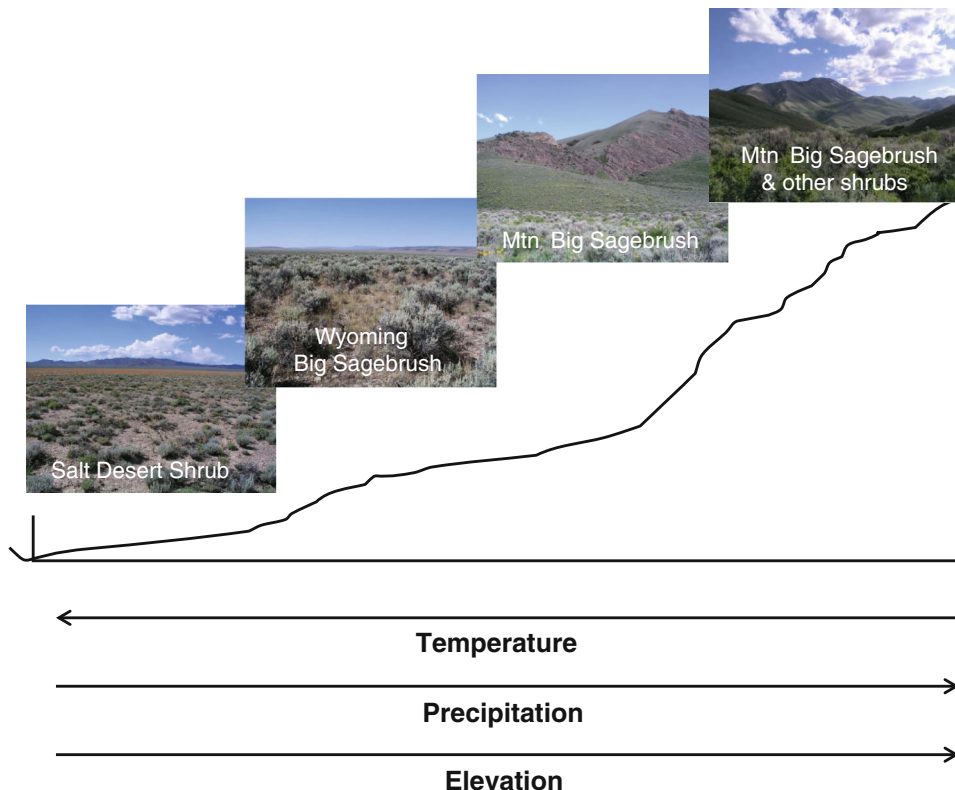 Mtn Big Sagebrush
& other shrubs
Mtn Big Sagebrush
Wyoming
Big Sagebrush
Salt Desert Shrub
Temperature
Precipitation
Elevation